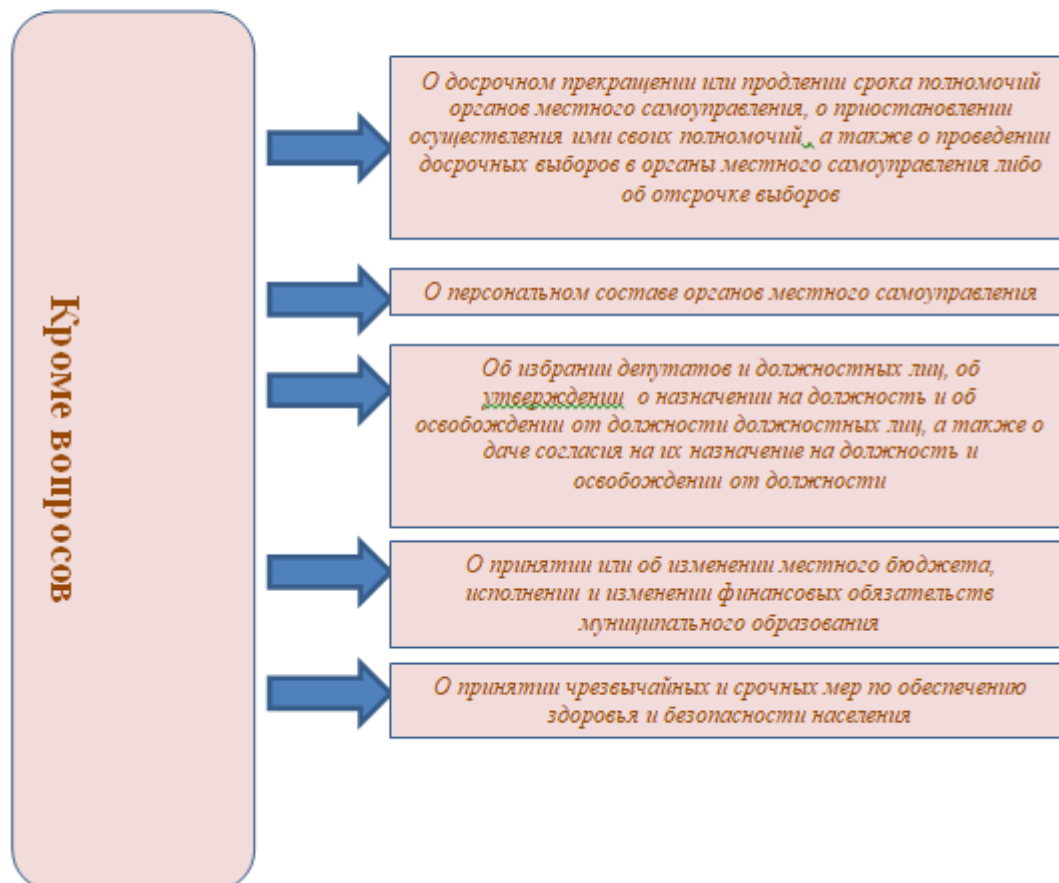 Кроме вопросов
О досрочном прекращении или продлении срока полномочий
органов местного самоуправления, о приостановлении
осуществления ими своих полномочий , а также о проведении
досрочных выборов в органы местного самоуправления либо
об отсрочке выборов
О персональном составе органов местного самоуправления
Об избрании депутатов и должностных лиц, об
утверждении о назначении на должность и об
освобождении от должности должностных лиц, а также о
даче согласия на их назначение на должность и
освобождении от должности
О принятии или об изменении местного бюджета,
исполнении и изменении финансовых обязательств
муниципального образования
О принятии чрезвычайных и срочных мер по обеспечению
здоровья и безопасности населения